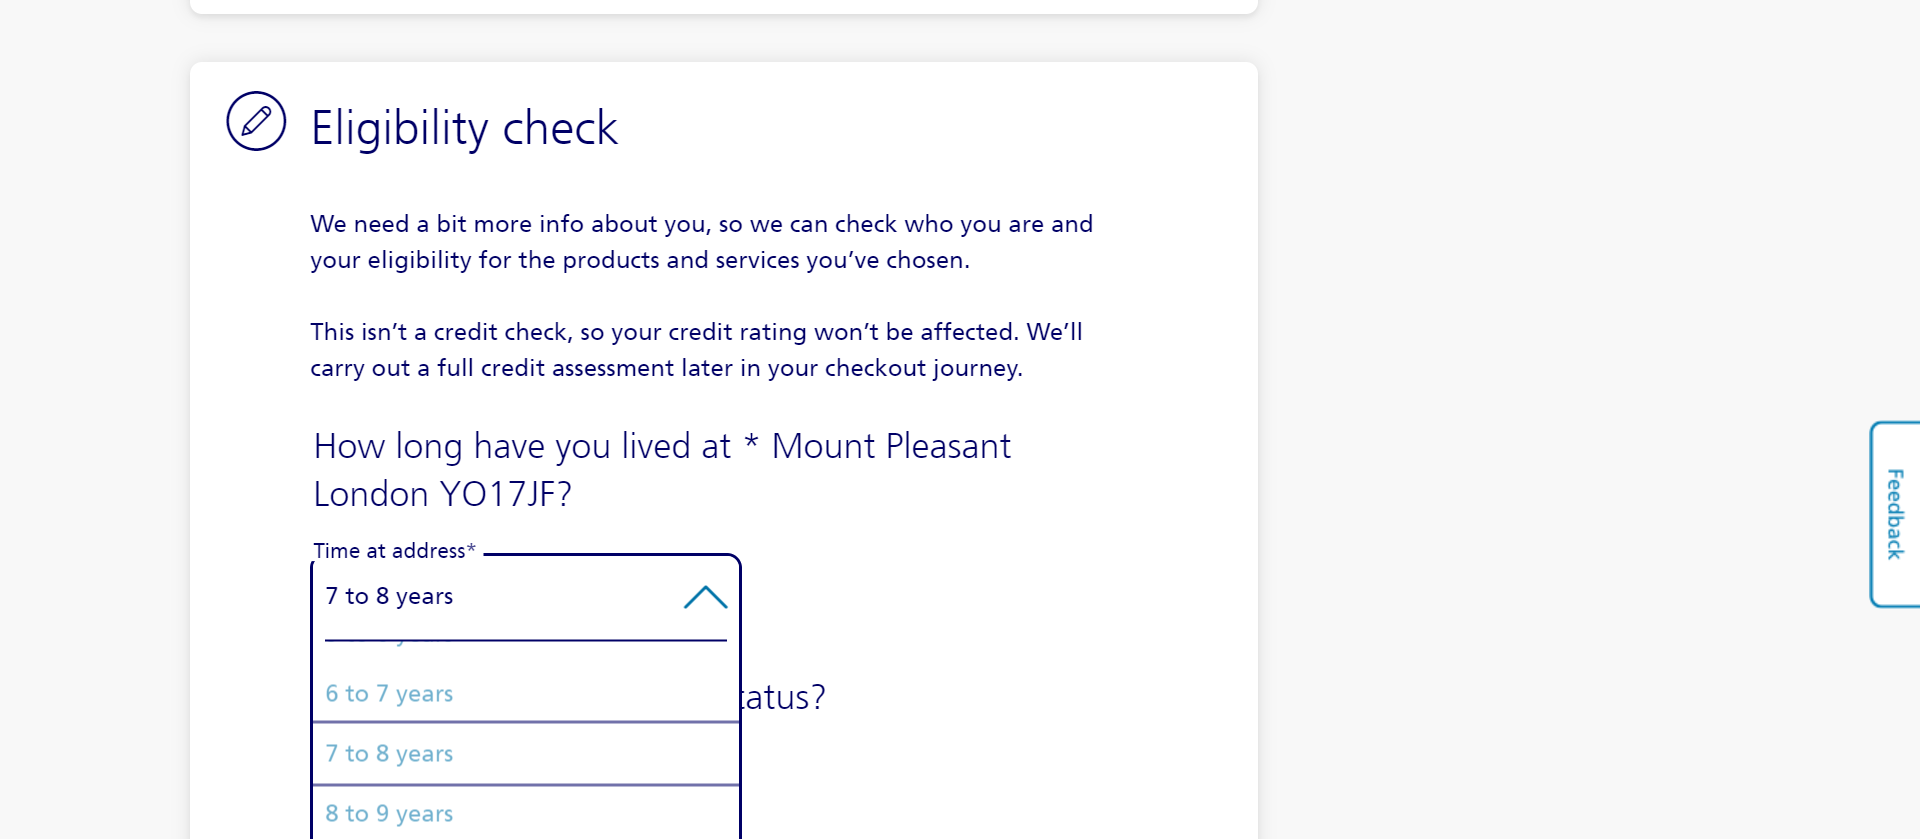 Eligibility check
We need a bit more info about you, so we can check who you are and
your eligibility for the products and services you’ve chosen.
This isn’t a credit check, so your credit rating won’t be affected. We’ll
carry out a full credit assessment later in your checkout journey.
How long have you lived at * Mount Pleasant
London YO17JF?
Time at address*
7 to 8 years
6 to 7 years
atus?
7 to 8 years
8 to 9 years
Feedback